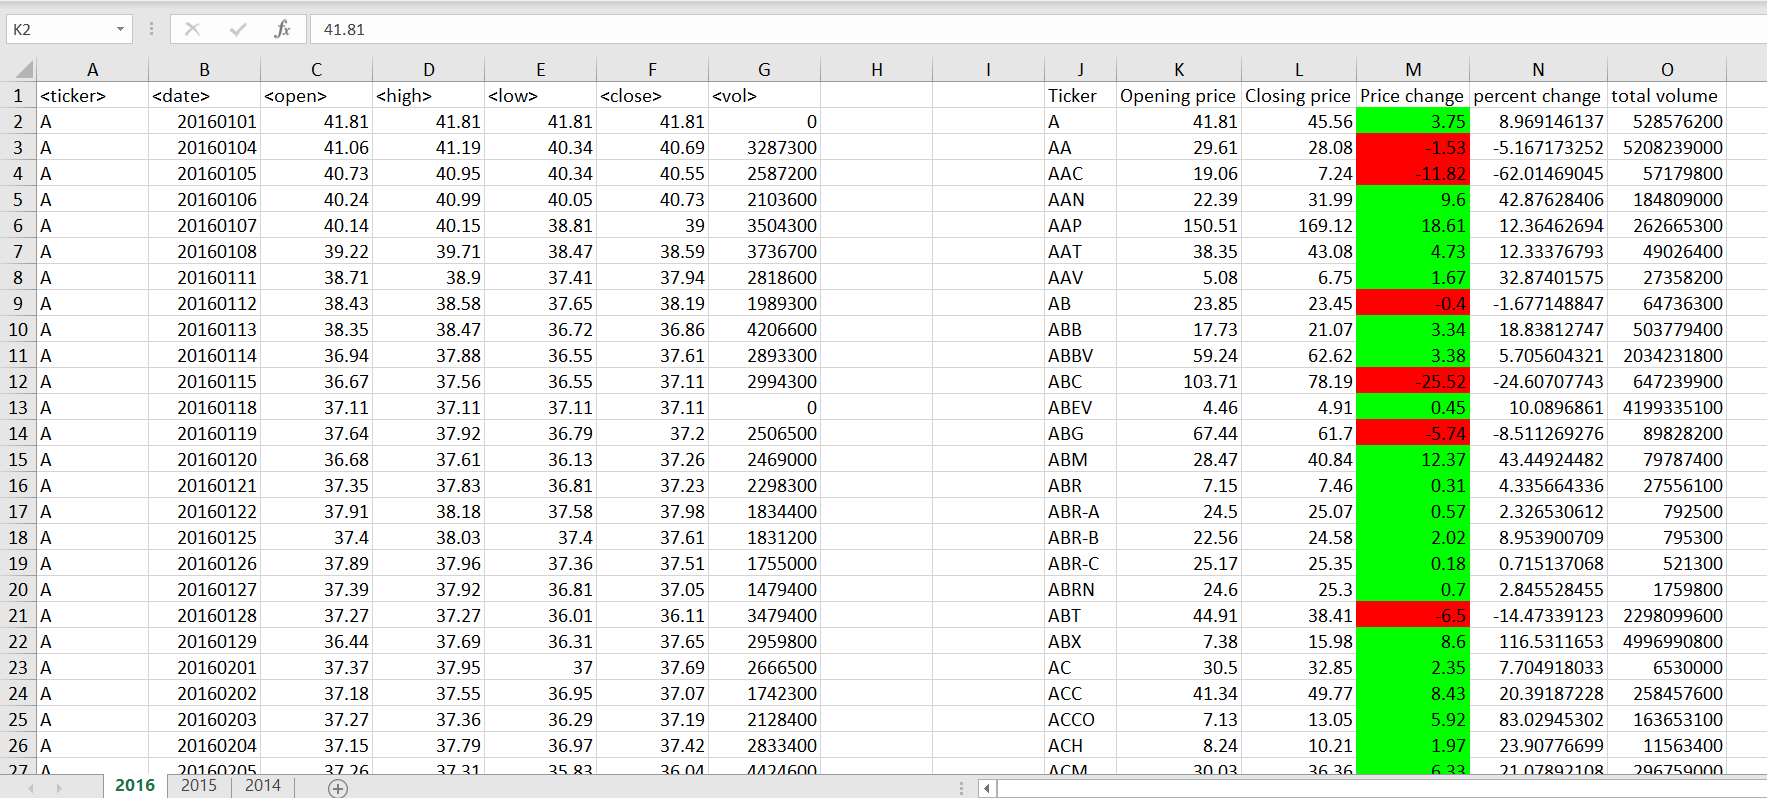 K2 fx 41.81
A B C D E F G H I J K L M N O
1 <ticker> <date> <open> <high> <low> <close> <vol> Ticker Opening price Closing price Price change percent change total volume
2 A 20160101 41.81 41.81 41.81 41.81 0 A 41.81 45.56 3.75 8.969146137 528576200
3 A 20160104 41.06 41.19 40.34 40.69 3287300 AA 29.61 28.08 -1.53 -5.167173252 5208239000
4 A 20160105 40.73 40.95 40.34 40.55 2587200 AAC 19.06 7.24 -11.82 -62.01469045 57179800
5 A 20160106 40.24 40.99 40.05 40.73 2103600 AAN 22.39 31.99 9.6 42.87628406 184809000
6 A 20160107 40.14 40.15 38.81 39 3504300 AAP 150.51 169.12 18.61 12.36462694 262665300
7 A 20160108 39.22 39.71 38.47 38.59 3736700 AAT 38.35 43.08 4.73 12.33376793 49026400
8 A 20160111 38.71 38.9 37.41 37.94 2818600 AAV 5.08 6.75 1.67 32.87401575 27358200
9 A 20160112 38.43 38.58 37.65 38.19 1989300 AB 23.85 23.45 -0.4 -1.677148847 64736300
10 A 20160113 38.35 38.47 36.72 36.86 4206600 ABB 17.73 21.07 3.34 18.83812747 503779400
11 A 20160114 36.94 37.88 36.55 37.61 2893300 ABBV 59.24 62.62 3.38 5.705604321 2034231800
12 A 20160115 36.67 37.56 36.55 37.11 2994300 ABC 103.71 78.19 -25.52 -24.60707743 647239900
13 A 20160118 37.11 37.11 37.11 37.11 0 ABEV 4.46 4.91 0.45 10.0896861 4199335100
14 A 20160119 37.64 37.92 36.79 37.2 2506500 ABG 67.44 61.7 -5.74 -8.511269276 89828200
15 A 20160120 36.68 37.61 36.13 37.26 2469000 ABM 28.47 40.84 12.37 43.44924482 79787400
16 A 20160121 37.35 37.83 36.81 37.23 2298300 ABR 7.15 7.46 0.31 4.335664336 27556100
17 A 20160122 37.91 38.18 37.58 37.98 1834400 ABR-A 24.5 25.07 0.57 2.326530612 792500
18 A 20160125 37.4 38.03 37.4 37.61 1831200 ABR-B 22.56 24.58 2.02 8.953900709 795300
19 A 20160126 37.89 37.96 37.36 37.51 1755000 ABR-C 25.17 25.35 0.18 0.715137068 521300
20 A 20160127 37.39 37.92 36.81 37.05 1479400 ABRN 24.6 25.3 0.7 2.845528455 1759800
21 A 20160128 37.27 37.27 36.01 36.11 3479400 ABT 44.91 38.41 -6.5 -14.47339123 2298099600
22 A 20160129 36.44 37.69 36.31 37.65 2959800 ABX 7.38 15.98 8.6 116.5311653 4996990800
23 A 20160201 37.37 37.95 37 37.69 2666500 AC 30.5 32.85 2.35 7.704918033 6530000
24 A 20160202 37.18 37.55 36.95 37.07 1742300 ACC 41.34 49.77 8.43 20.39187228 258457600
25 A 20160203 37.27 37.36 36.29 37.19 2128400 ACCO 7.13 13.05 5.92 83.02945302 163653100
26 A 20160204 37.15 37.79 36.97 37.42 2833400 ACH 8.24 10.21 1.97 23.90776699 11563400
27 A 20160205 37.26 37.31 35.83 36.04 4424600 ACM 30.03 36.36 6.33 21.07892108 296759000
2016 2015 2014